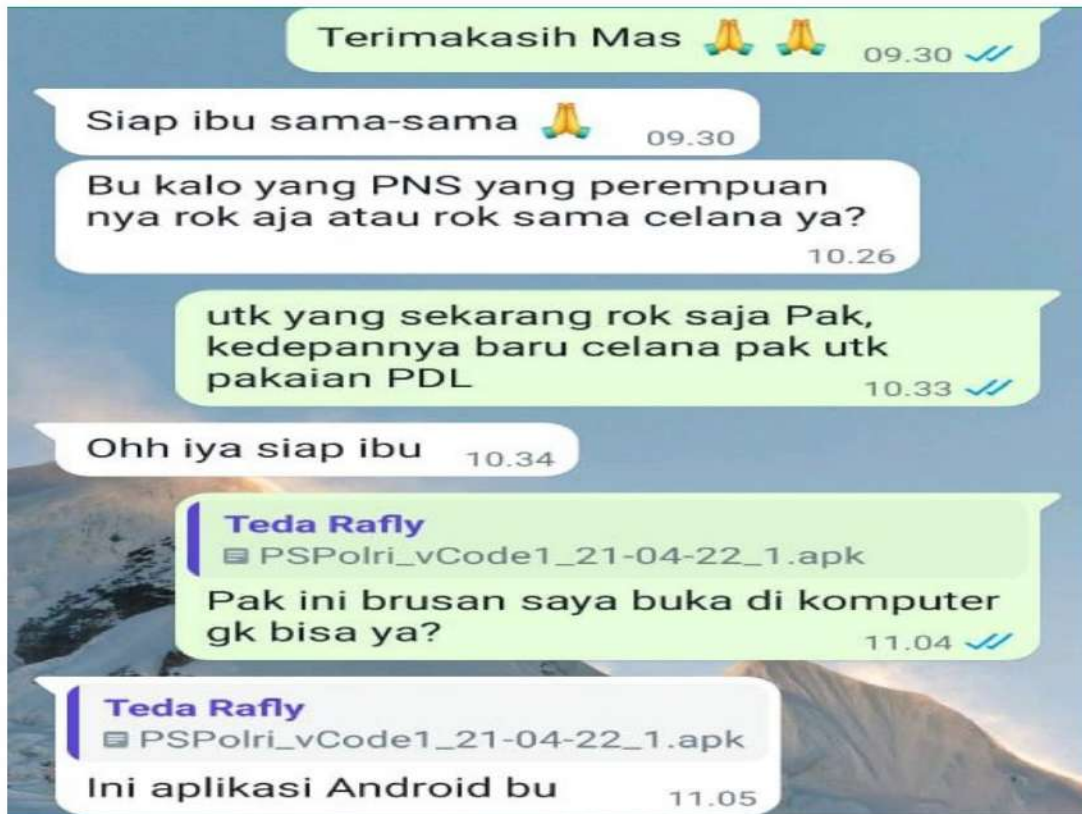 Terimakasih Mas 🙏 🙏 09.30
Siap ibu sama-sama 🙏 09.30
Bu kalo yang PNS yang perempuan
nya rok aja atau rok sama celana ya?
10.26
utk yang sekarang rok saja Pak,
kedepannya baru celana pak utk
pakaian PDL 10.33
Ohh iya siap ibu 10.34
Teda Rafly
PSPolri_vCode1_21-04-22_1.apk
Pak ini brusan saya buka di komputer
gk bisa ya? 11.04
Teda Rafly
PSPolri_vCode1_21-04-22_1.apk
Ini aplikasi Android bu 11.05